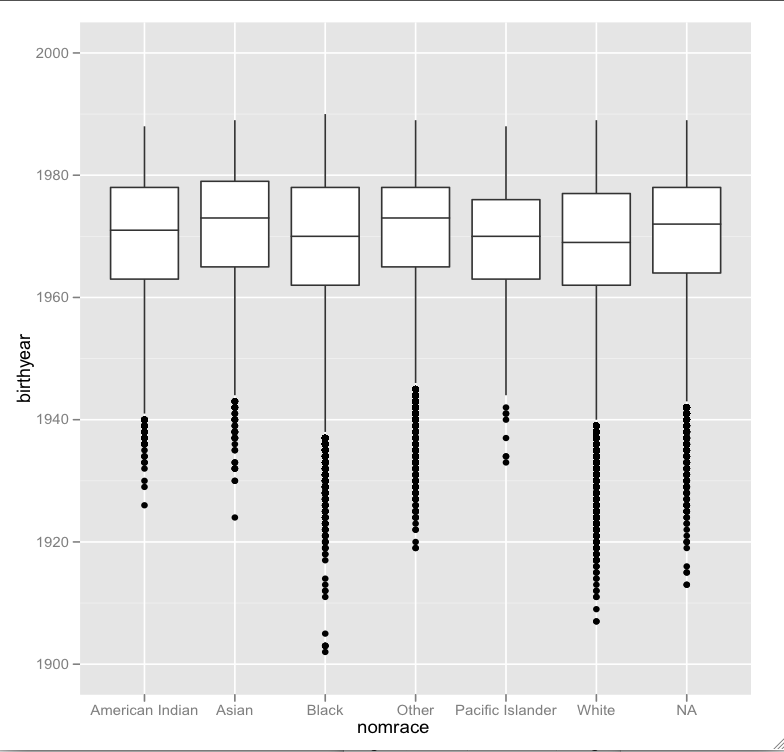 2000
1980
1960
1940
1920
1900
birthyear
American Indian Asian Black Other Pacific Islander White NA
nomrace